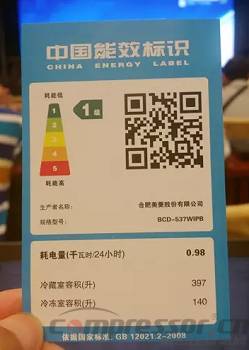 中国能效标识
CHINA ENERGY LABEL
耗能低
1
2
3
4
5
耗能高
1级
生产者名称： 合肥美菱股份有限公司
规格型号： BCD-537WIPB
耗电量(千瓦时/24小时) 0.98
冷藏室容积(升) 397
冷冻室容积(升) 140
依据国家标准：GB 12021.2-2008
compressor.cn